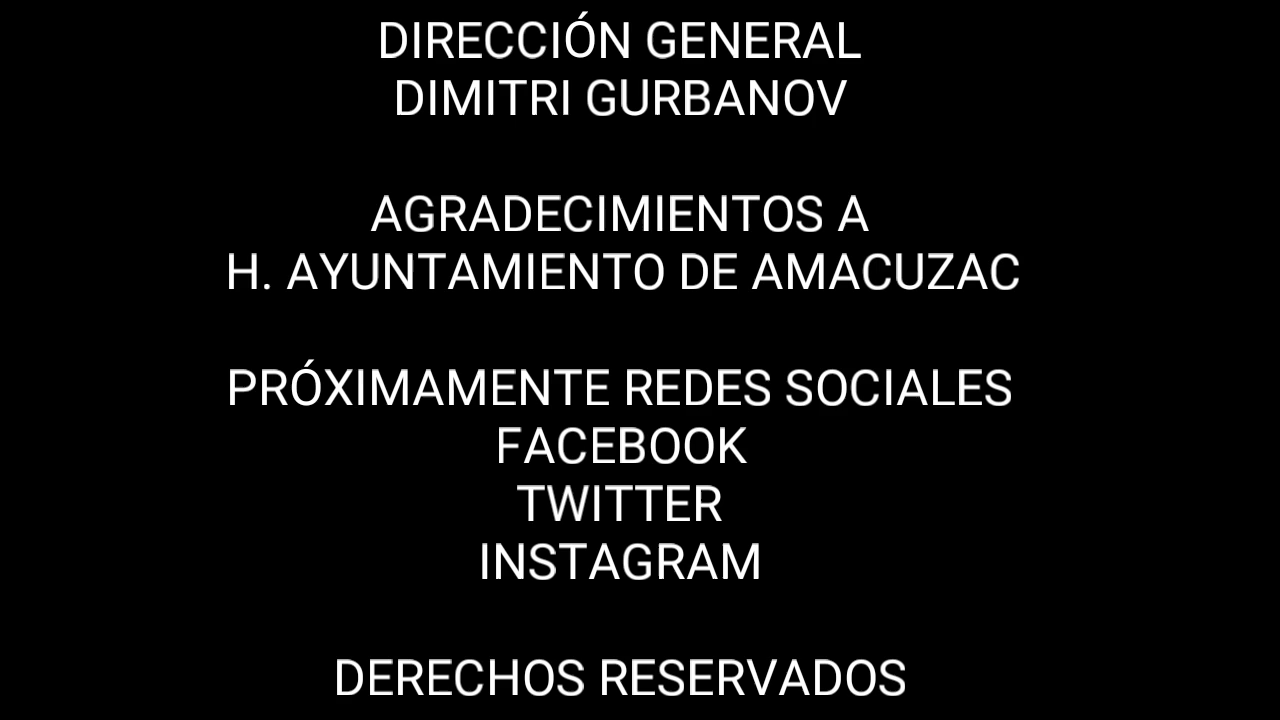 DIRECCIÓN GENERAL
DIMITRI GURBANOV
AGRADECIMIENTOS A
H. AYUNTAMIENTO DE AMACUZAC
PRÓXIMAMENTE REDES SOCIALES
FACEBOOK
TWITTER
INSTAGRAM
DERECHOS RESERVADOS